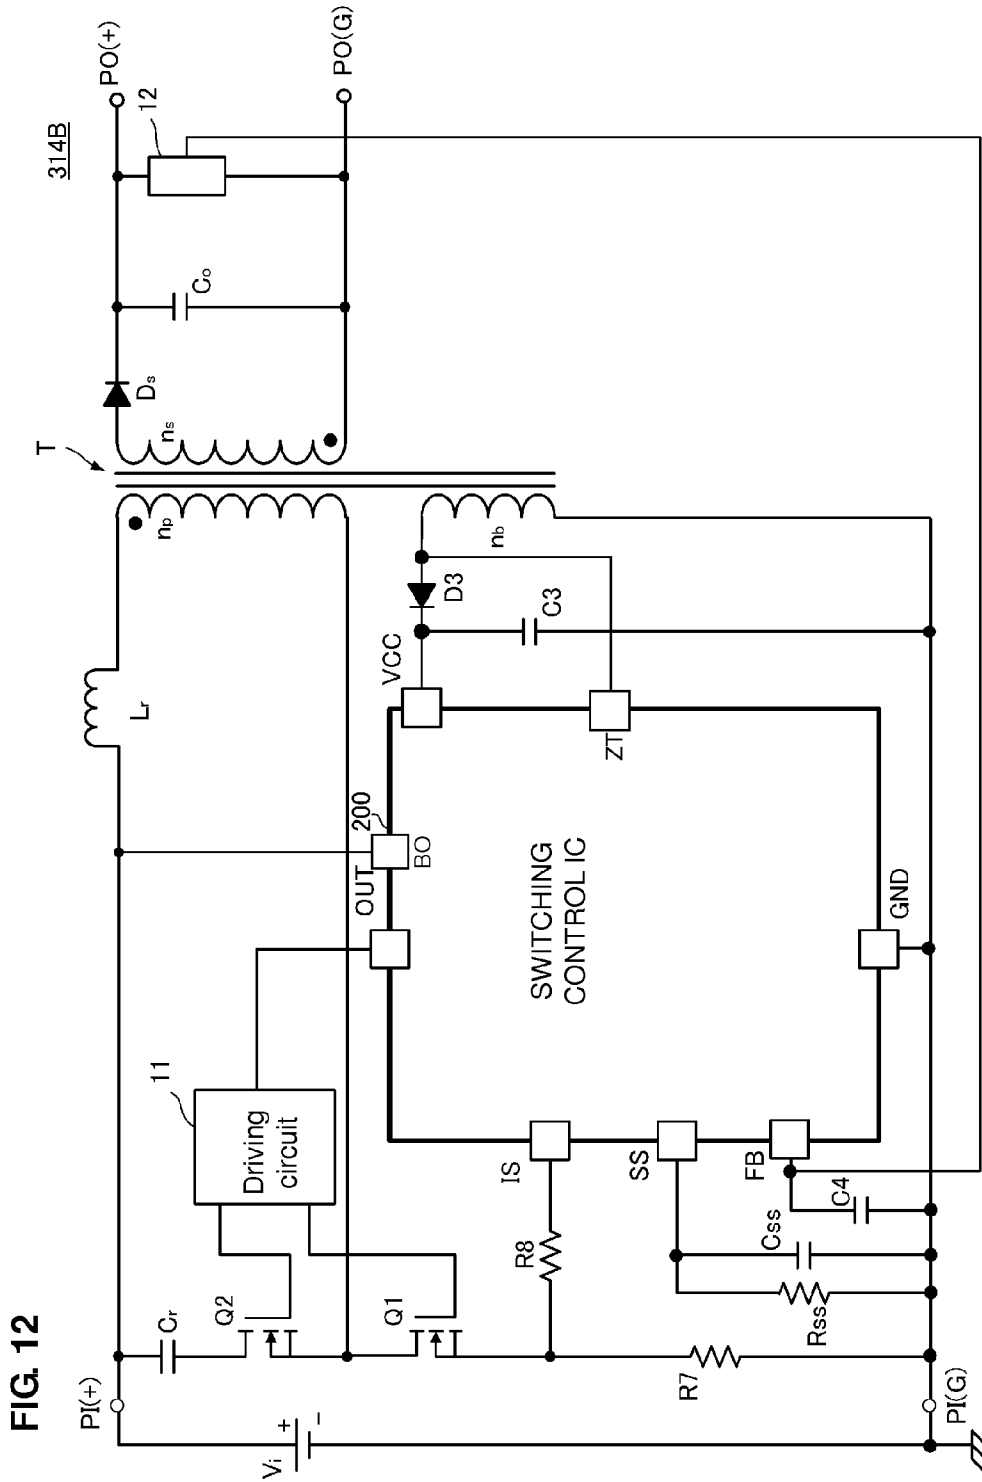 FIG. 12
314B
Vi
+
−
PI(+)
PI(G)
Cr
Q2
Q1
R7
R8
11
Driving
circuit
Lr
T
np
ns
nb
Ds
Co
12
PO(+)
PO(G)
OUT
200
BO
VCC
D3
C3
ZT
SWITCHING
CONTROL IC
IS
SS
FB
GND
Rss
Css
C4